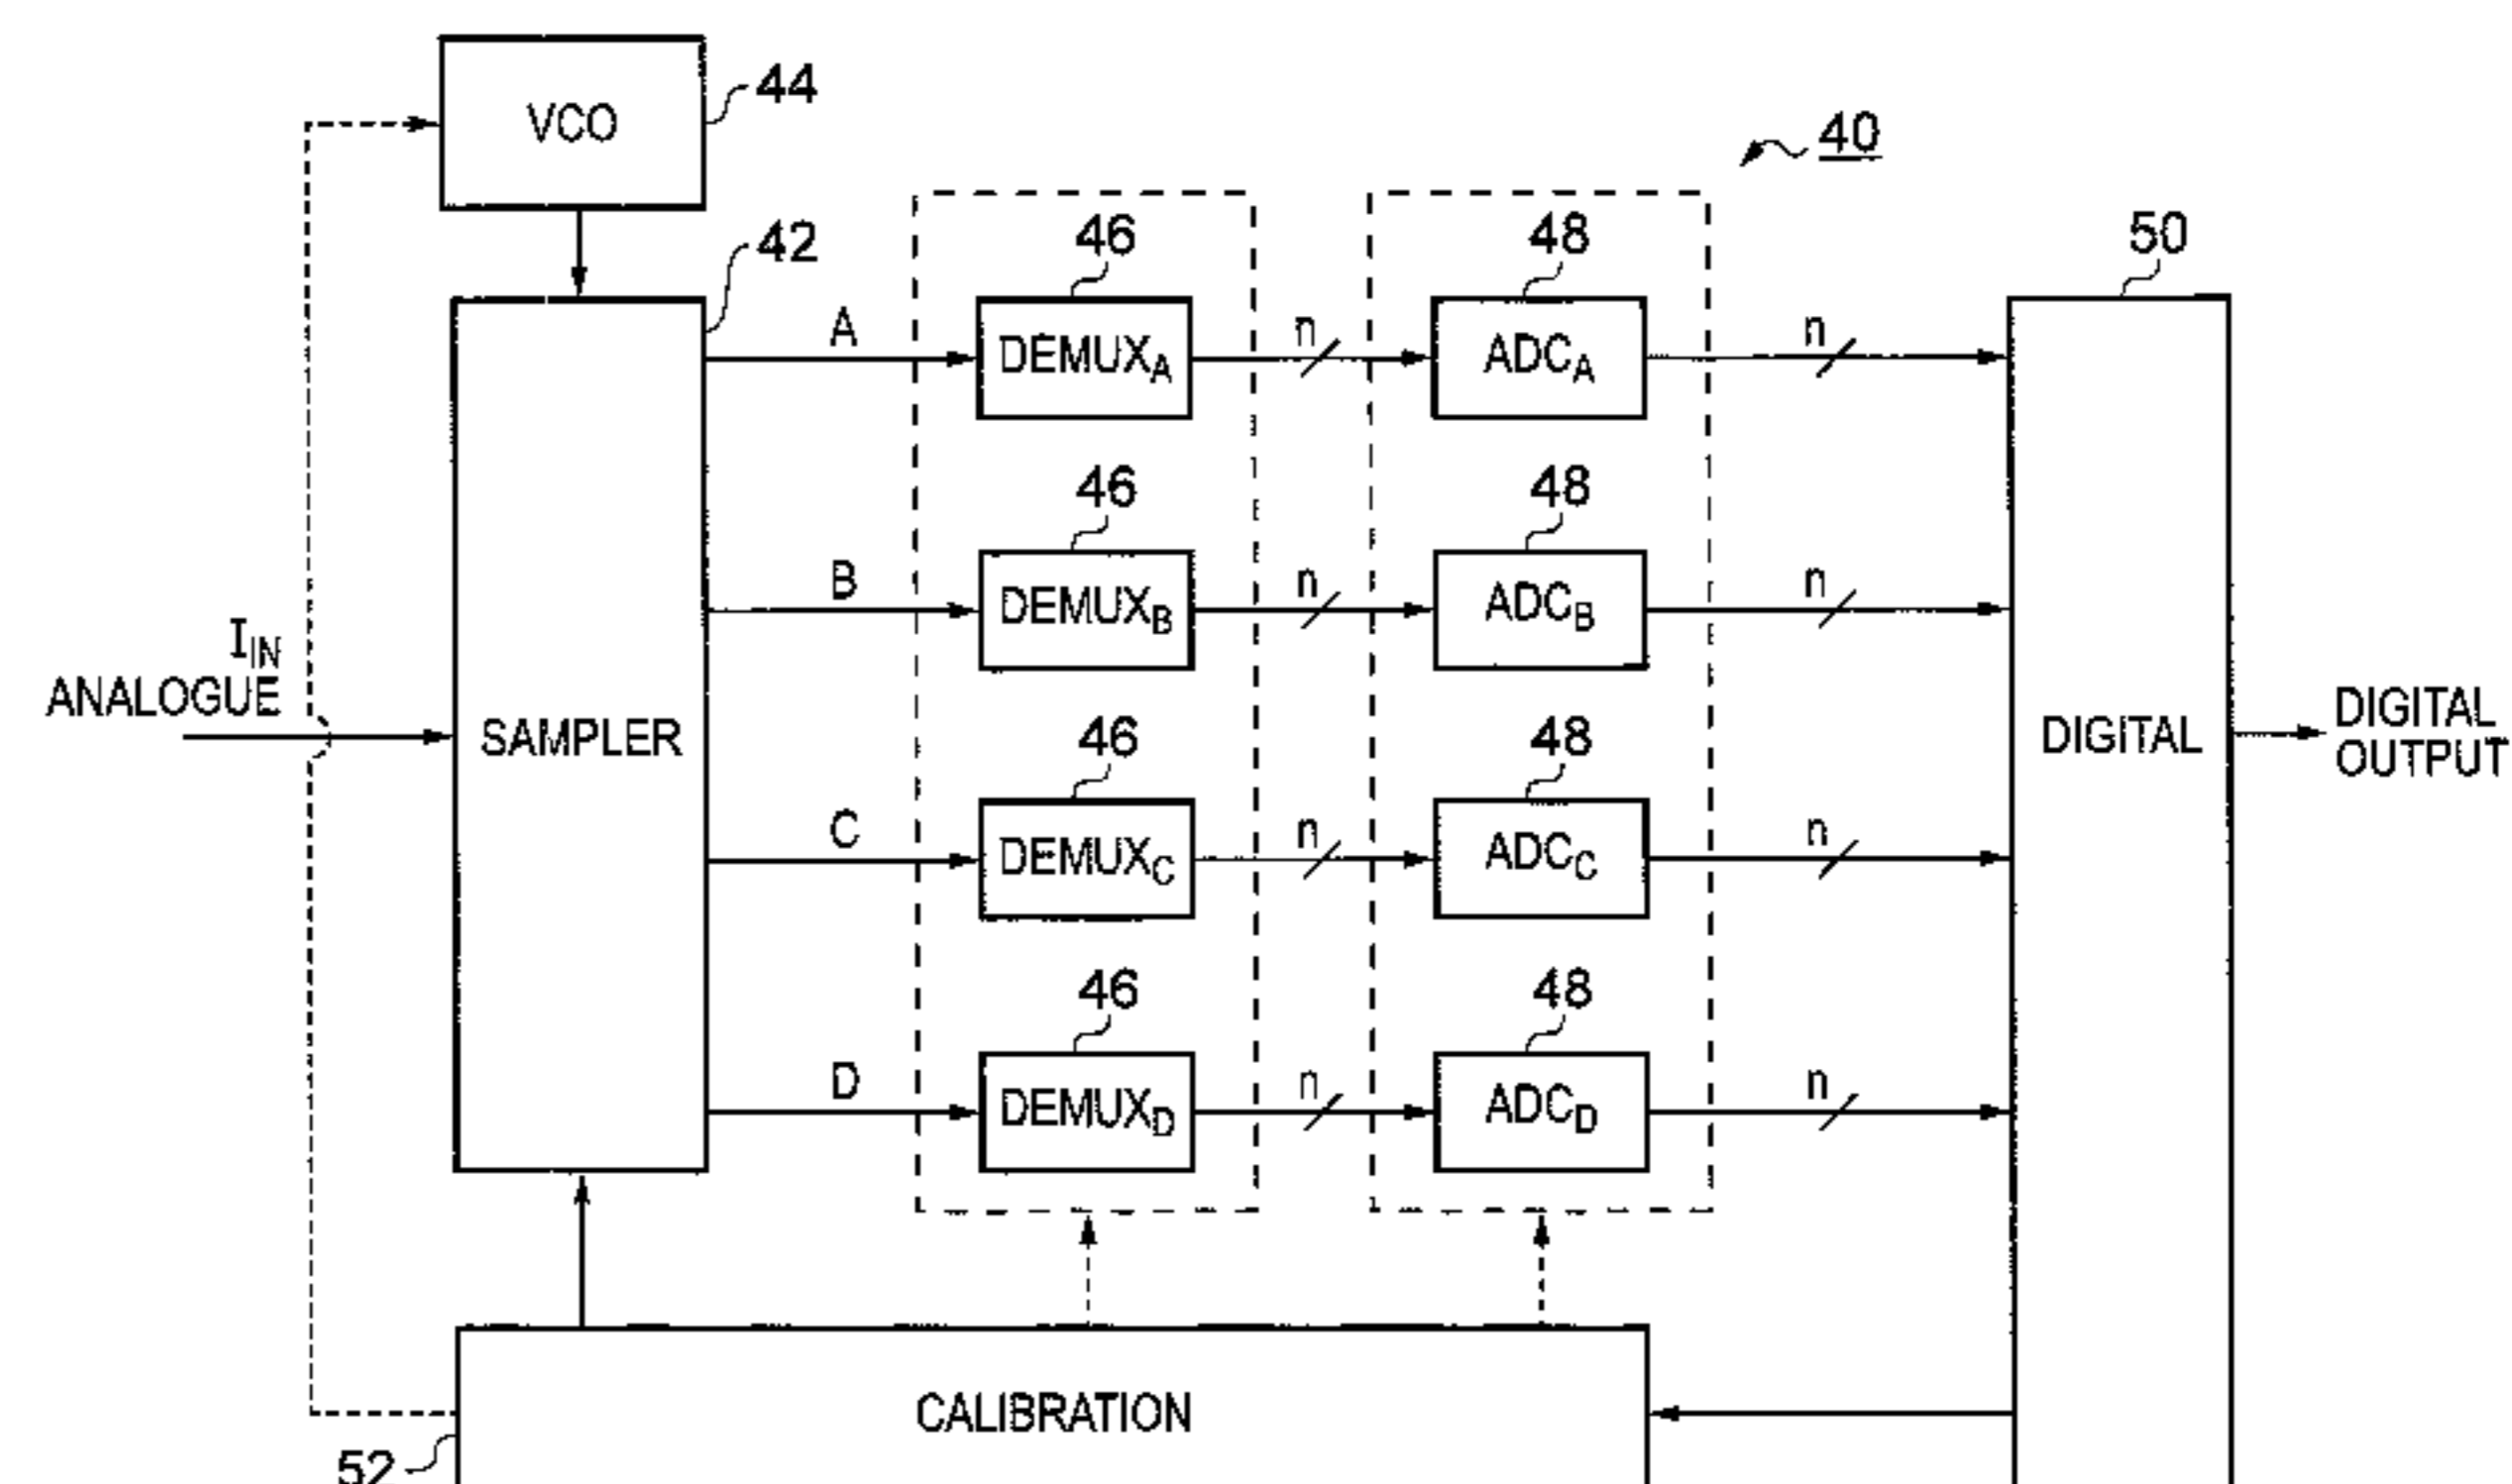 44
VCO
40
42
46
48
50
A
DEMUXA
n
ADCA
n
46
48
B
DEMUXB
n
ADCB
n
IIN
ANALOGUE
SAMPLER
46
48
DIGITAL
DIGITAL
OUTPUT
C
DEMUXC
n
ADCC
n
46
48
D
DEMUXD
n
ADCD
n
CALIBRATION
52